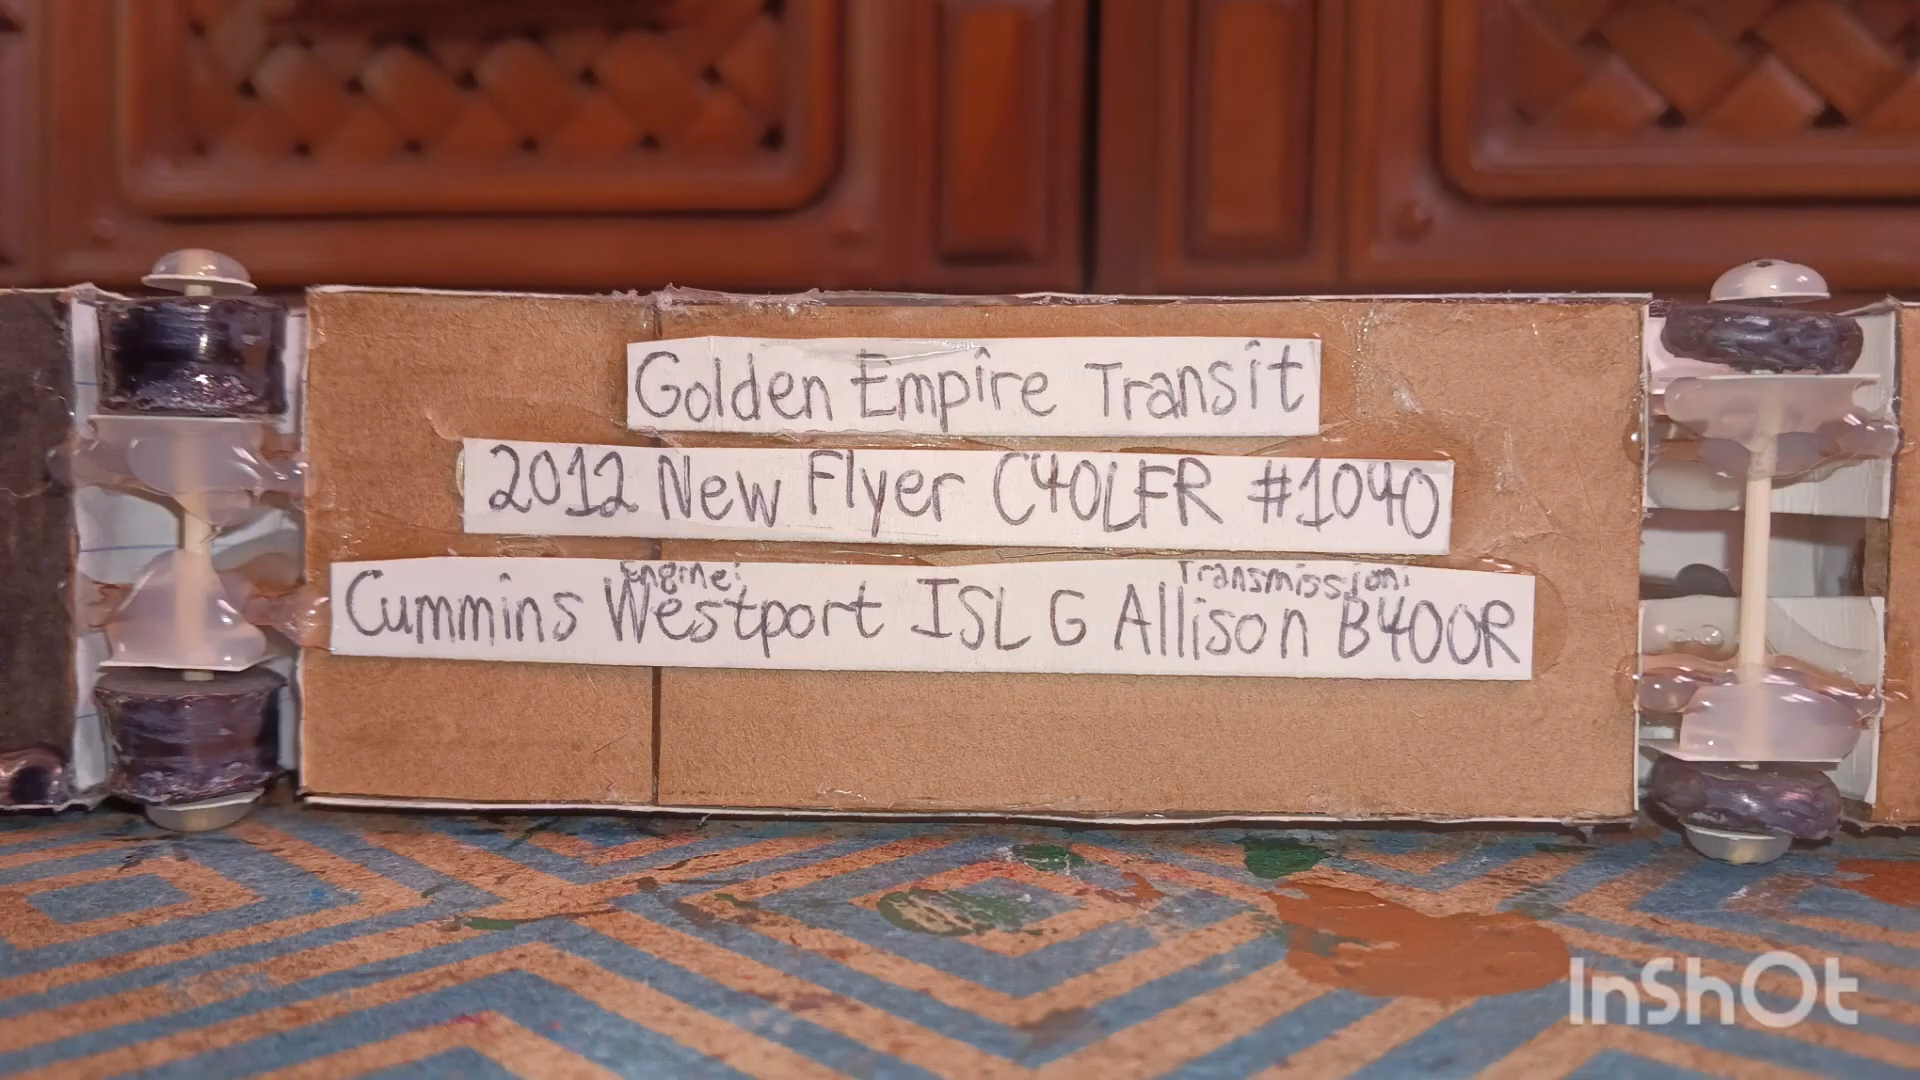 Golden Empire Transit
2012 New Flyer C40LFR #1040
Engine: Transmission:
Cummins Westport ISL G Allison B400R
InShOt